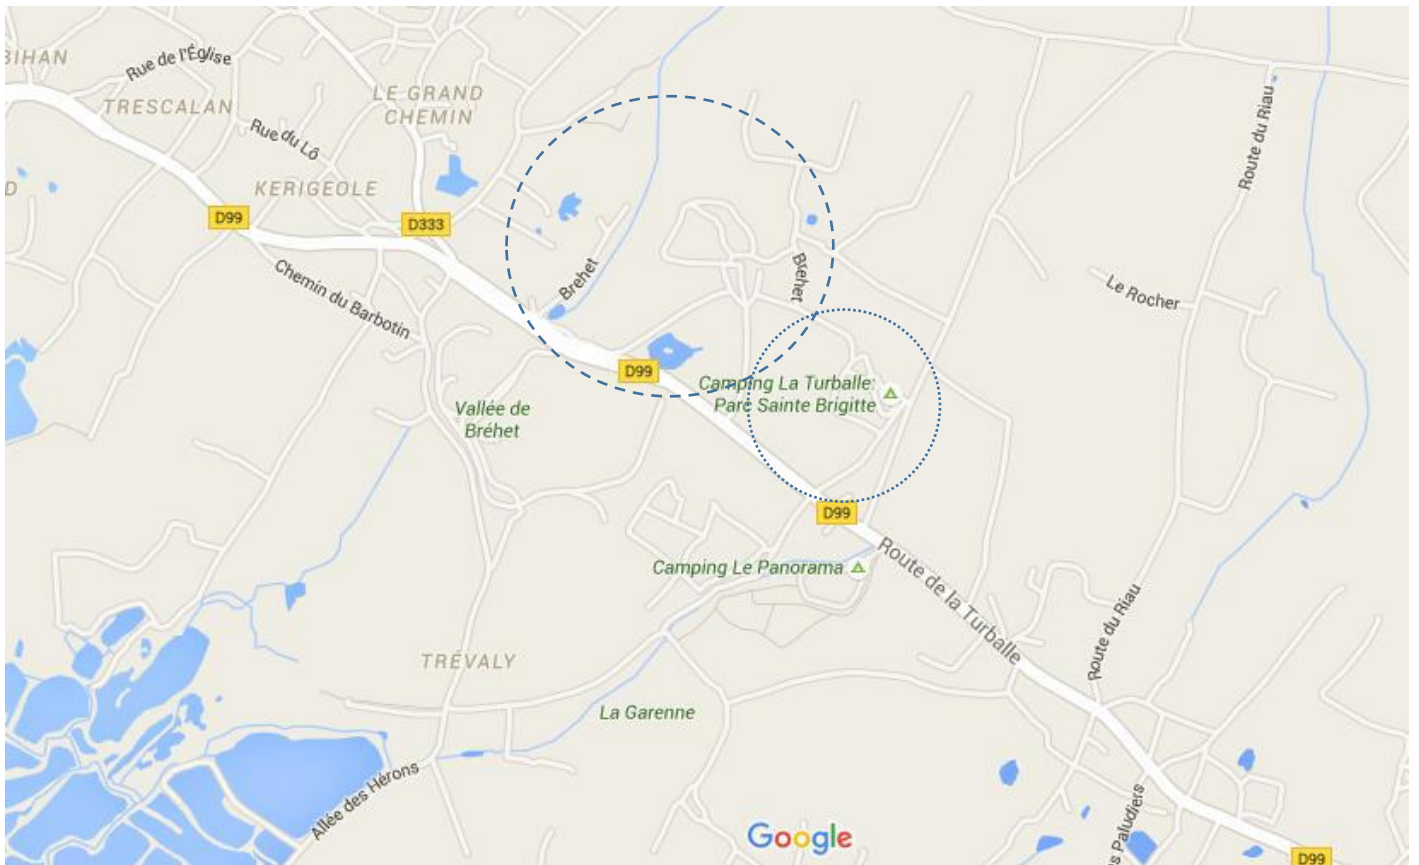 BIHAN
Rue de l'Église
TRESCALAN
LE GRAND
CHEMIN
Rue du Lô
KERIGEOLE
D
D99
D333
Route du Riau
Chemin du Barbotin
Brehet
Brehet
Le Rocher
D99
Camping La Turballe:
Parc Sainte Brigitte
Vallée de
Bréhet
D99
Camping Le Panorama
Route de la Turballe
Route du Riau
TRÉVALY
La Garenne
Allée des Hérons
s Paludiers
Google
D99